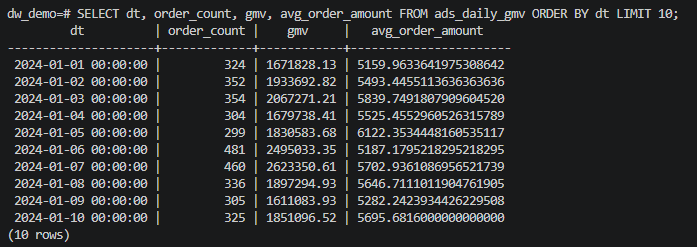 dw_demo=# SELECT dt, order_count, gmv, avg_order_amount FROM ads_daily_gmv ORDER BY dt LIMIT 10;
         dt          | order_count |    gmv     |   avg_order_amount
---------------------+-------------+------------+-----------------------
 2024-01-01 00:00:00 |         324 | 1671828.13 | 5159.9633641975308642
 2024-01-02 00:00:00 |         352 | 1933692.82 | 5493.4455113636363636
 2024-01-03 00:00:00 |         354 | 2067271.21 | 5839.7491807909604520
 2024-01-04 00:00:00 |         304 | 1679738.41 | 5525.4552960526315789
 2024-01-05 00:00:00 |         299 | 1830583.68 | 6122.3534448160535117
 2024-01-06 00:00:00 |         481 | 2495033.35 | 5187.1795218295218295
 2024-01-07 00:00:00 |         460 | 2623350.61 | 5702.9361086956521739
 2024-01-08 00:00:00 |         336 | 1897294.93 | 5646.7111011904761905
 2024-01-09 00:00:00 |         305 | 1611083.93 | 5282.2423934426229508
 2024-01-10 00:00:00 |         325 | 1851096.52 | 5695.6816000000000000
(10 rows)